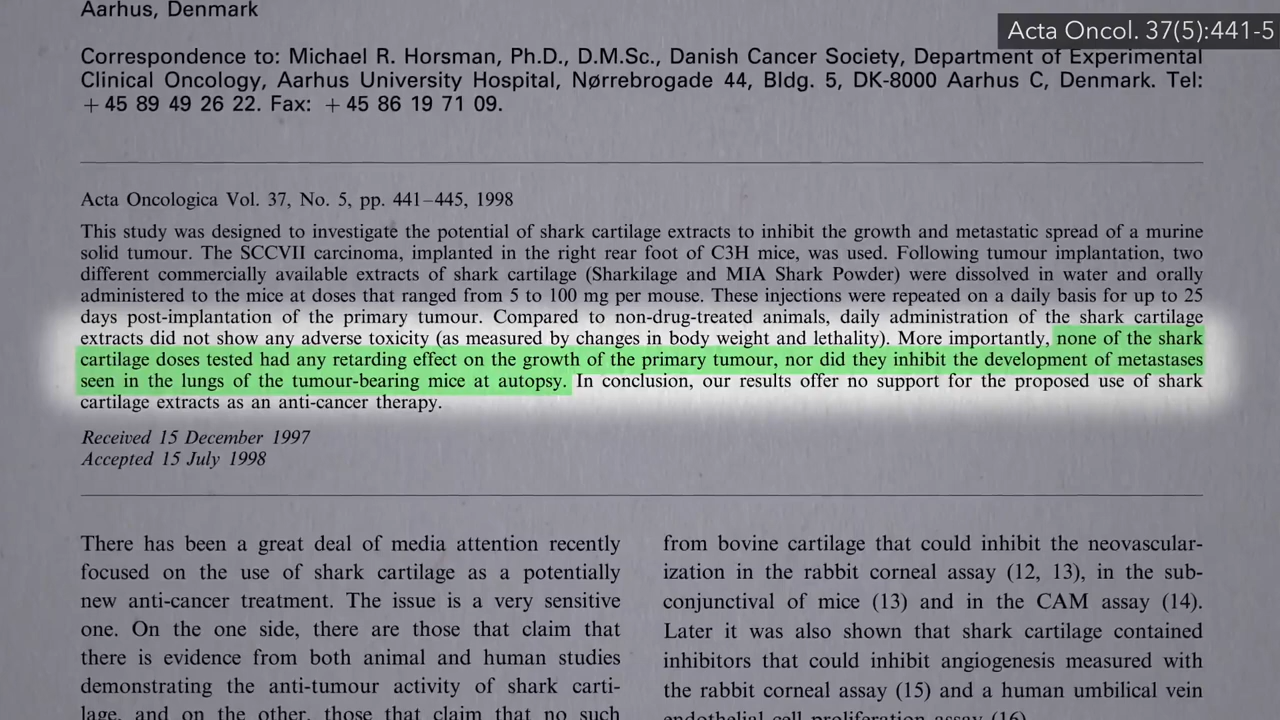 Aarhus, Denmark
Acta Oncol. 37(5):441-5
Correspondence to: Michael R. Horsman, Ph.D., D.M.Sc., Danish Cancer Society, Department of Experimental
Clinical Oncology, Aarhus University Hospital, Nørrebrogade 44, Bldg. 5, DK-8000 Aarhus C, Denmark. Tel:
+ 45 89 49 26 22. Fax: + 45 86 19 71 09.
Acta Oncologica Vol. 37, No. 5, pp. 441–445, 1998
This study was designed to investigate the potential of shark cartilage extracts to inhibit the growth and metastatic spread of a murine
solid tumour. The SCCVII carcinoma, implanted in the right rear foot of C3H mice, was used. Following tumour implantation, two
different commercially available extracts of shark cartilage (Sharkilage and MIA Shark Powder) were dissolved in water and orally
administered to the mice at doses that ranged from 5 to 100 mg per mouse. These injections were repeated on a daily basis for up to 25
days post-implantation of the primary tumour. Compared to non-drug-treated animals, daily administration of the shark cartilage
extracts did not show any adverse toxicity (as measured by changes in body weight and lethality). More importantly, none of the shark
cartilage doses tested had any retarding effect on the growth of the primary tumour, nor did they inhibit the development of metastases
seen in the lungs of the tumour-bearing mice at autopsy. In conclusion, our results offer no support for the proposed use of shark
cartilage extracts as an anti-cancer therapy.
Received 15 December 1997
Accepted 15 July 1998
There has been a great deal of media attention recently
focused on the use of shark cartilage as a potentially
new anti-cancer treatment. The issue is a very sensitive
one. On the one side, there are those that claim that
there is evidence from both animal and human studies
demonstrating the anti-tumour activity of shark carti-
lage, and on the other, those that claim that no such
from bovine cartilage that could inhibit the neovascular-
ization in the rabbit corneal assay (12, 13), in the sub-
conjunctival of mice (13) and in the CAM assay (14).
Later it was also shown that shark cartilage contained
inhibitors that could inhibit angiogenesis measured with
the rabbit corneal assay (15) and a human umbilical vein
endothelial cell proliferation assay (16).